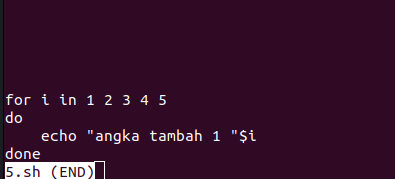 for i in 1 2 3 4 5
do
    echo "angka tambah 1 "$i
done
5.sh (END)